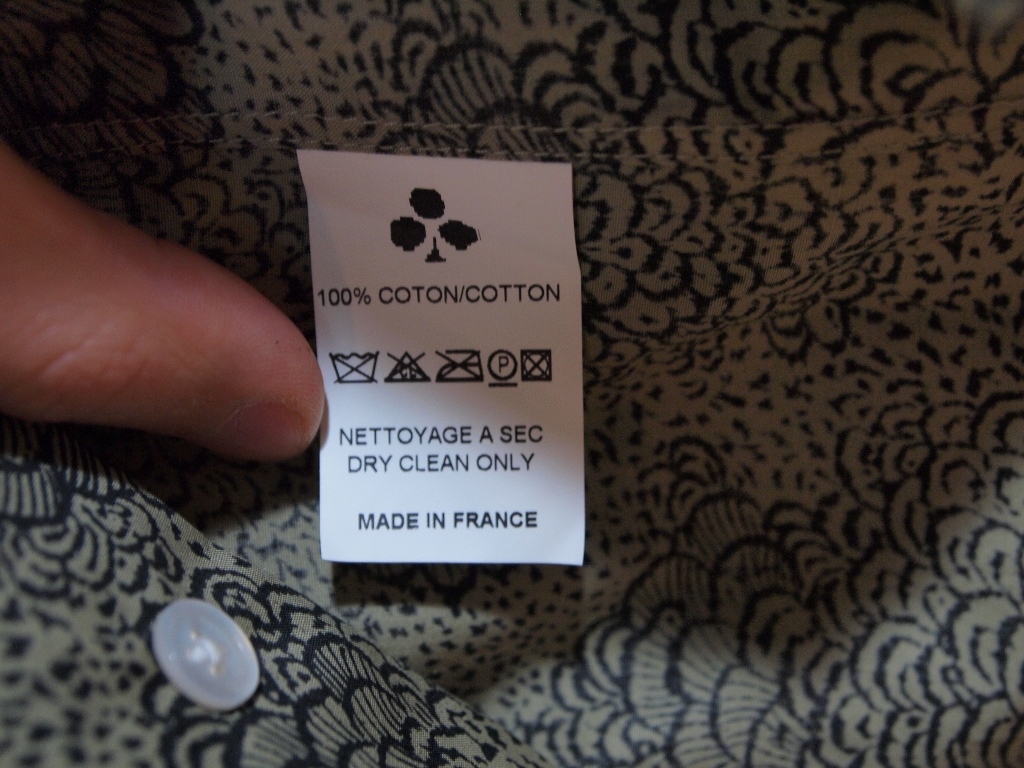 100% COTON/COTTON
P
NETTOYAGE A SEC
DRY CLEAN ONLY
MADE IN FRANCE